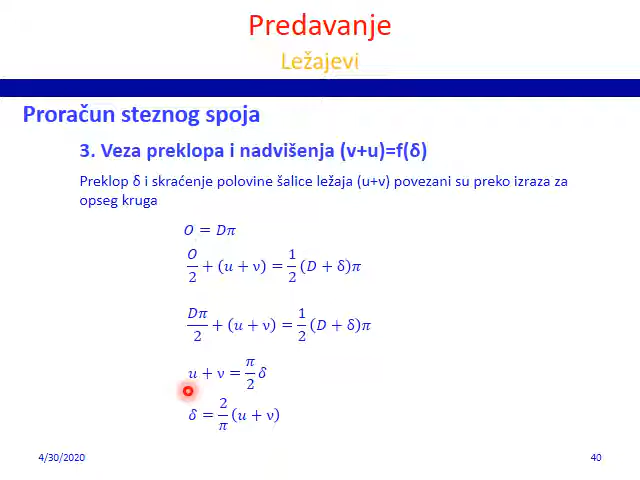 Predavanje
Ležajevi
Proračun steznog spoja
3. Veza preklopa i nadvišenja (v+u)=f(δ)
Preklop δ i skraćenje polovine šalice ležaja (u+v) povezani su preko izraza za
opseg kruga
O = Dπ
O/2 + (u + v) = 1/2 (D + δ)π
Dπ/2 + (u + v) = 1/2 (D + δ)π
u + v = π/2 δ
δ = 2/π (u + v)
4/30/2020
40